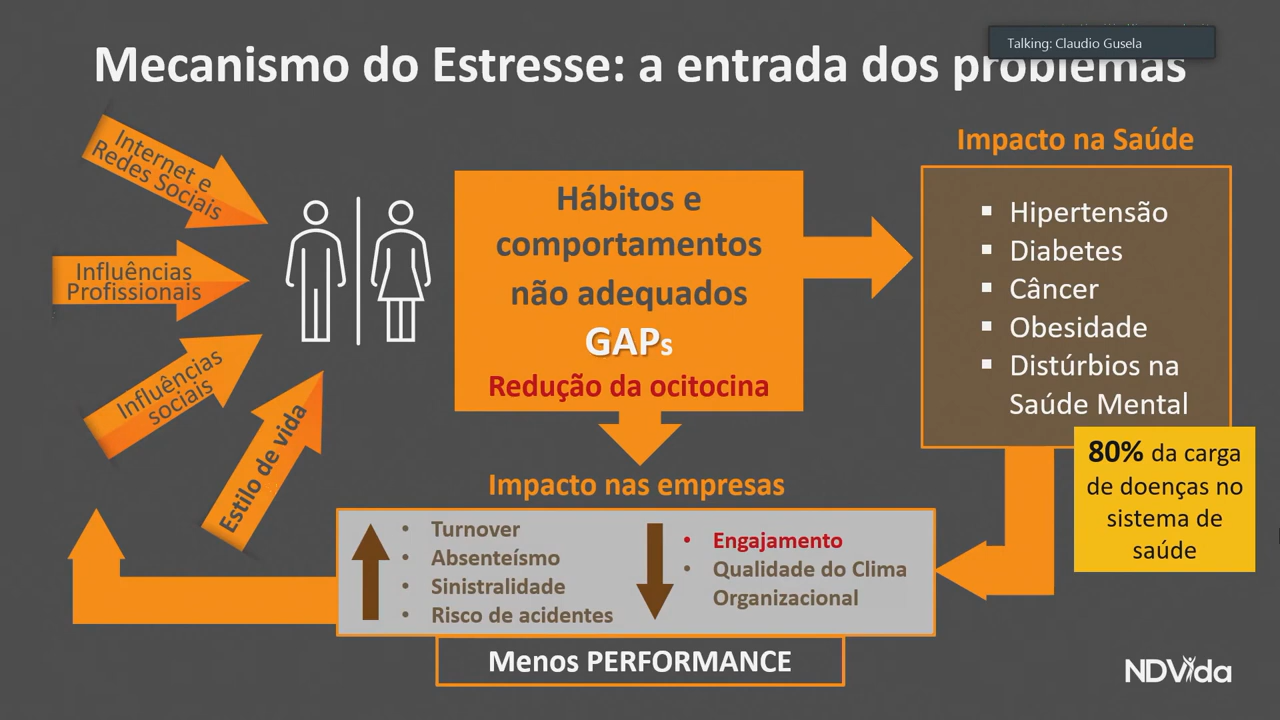 Talking: Claudio Gusela
Mecanismo do Estresse: a entrada dos problemas
Internet e
Redes Sociais
Influências
Profissionais
Influências
sociais
Estilo de vida
Hábitos e
comportamentos
não adequados
GAPs
Redução da ocitocina
Impacto na Saúde
▪ Hipertensão
▪ Diabetes
▪ Câncer
▪ Obesidade
▪ Distúrbios na
Saúde Mental
80% da carga
de doenças no
sistema de
saúde
Impacto nas empresas
• Turnover
• Absenteísmo
• Sinistralidade
• Risco de acidentes
• Engajamento
• Qualidade do Clima
Organizacional
Menos PERFORMANCE
NDVida